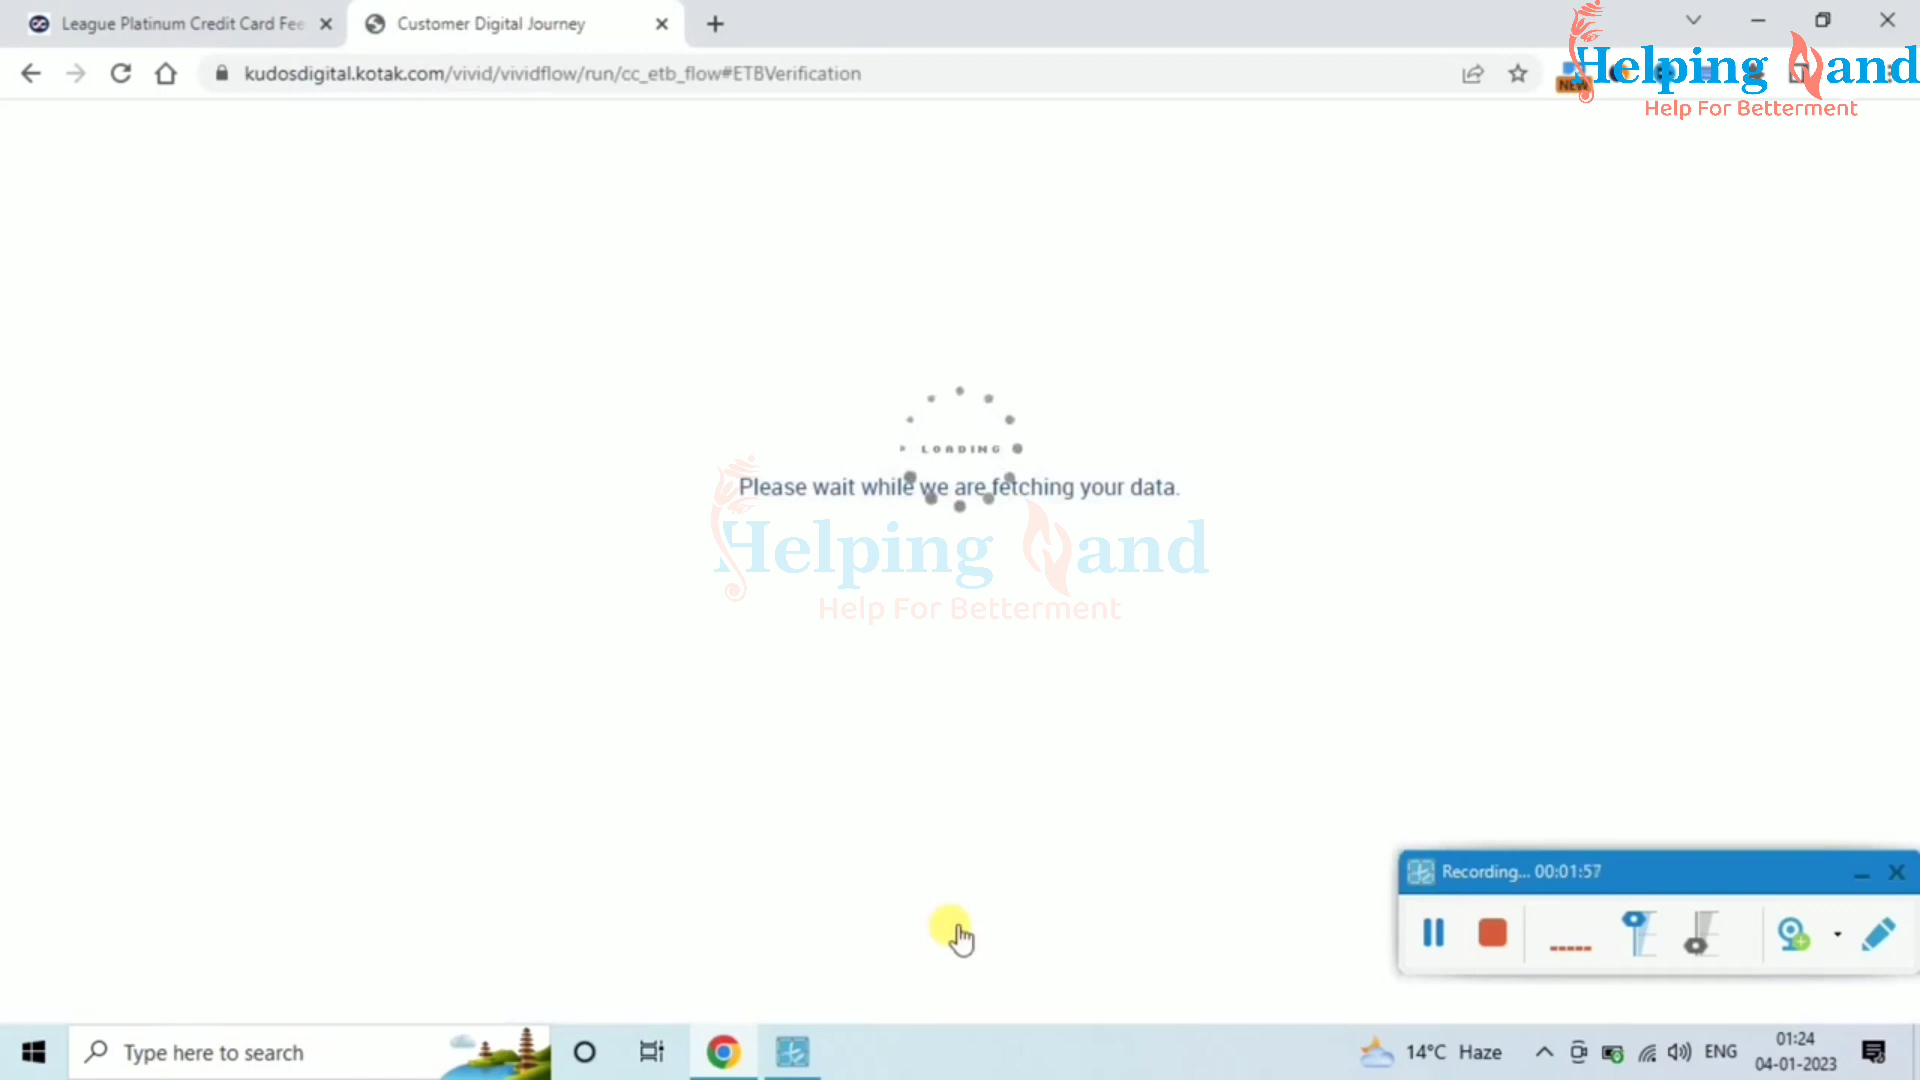 League Platinum Credit Card Fee
Customer Digital Journey
kudosdigital.kotak.com/vivid/vividflow/run/cc_etb_flow#ETBVerification
NEW
Helping Hand
Help For Betterment
LOADING
Please wait while we are fetching your data.
Helping Hand
Help For Betterment
Recording... 00:01:57
Type here to search
14°C Haze
ENG
01:24
04-01-2023